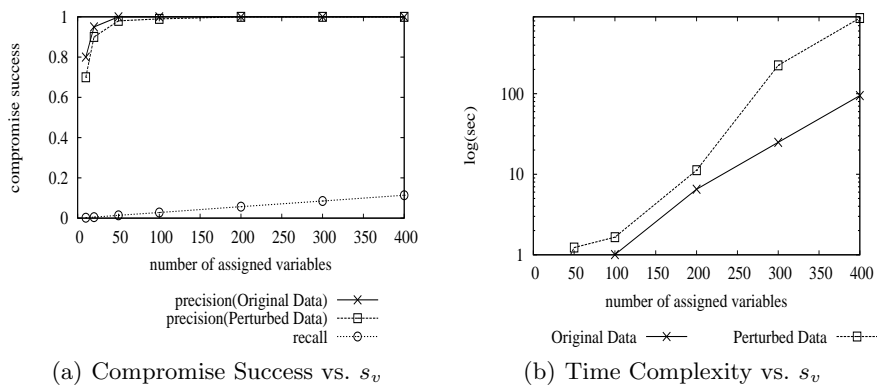 1
0.8
0.6
0.4
0.2
0
compromise success
0 50 100 150 200 250 300 350 400
number of assigned variables
precision(Original Data)
precision(Perturbed Data)
recall
(a) Compromise Success vs. s_v
100
10
1
log(sec)
0 50 100 150 200 250 300 350 400
number of assigned variables
Original Data Perturbed Data
(b) Time Complexity vs. s_v